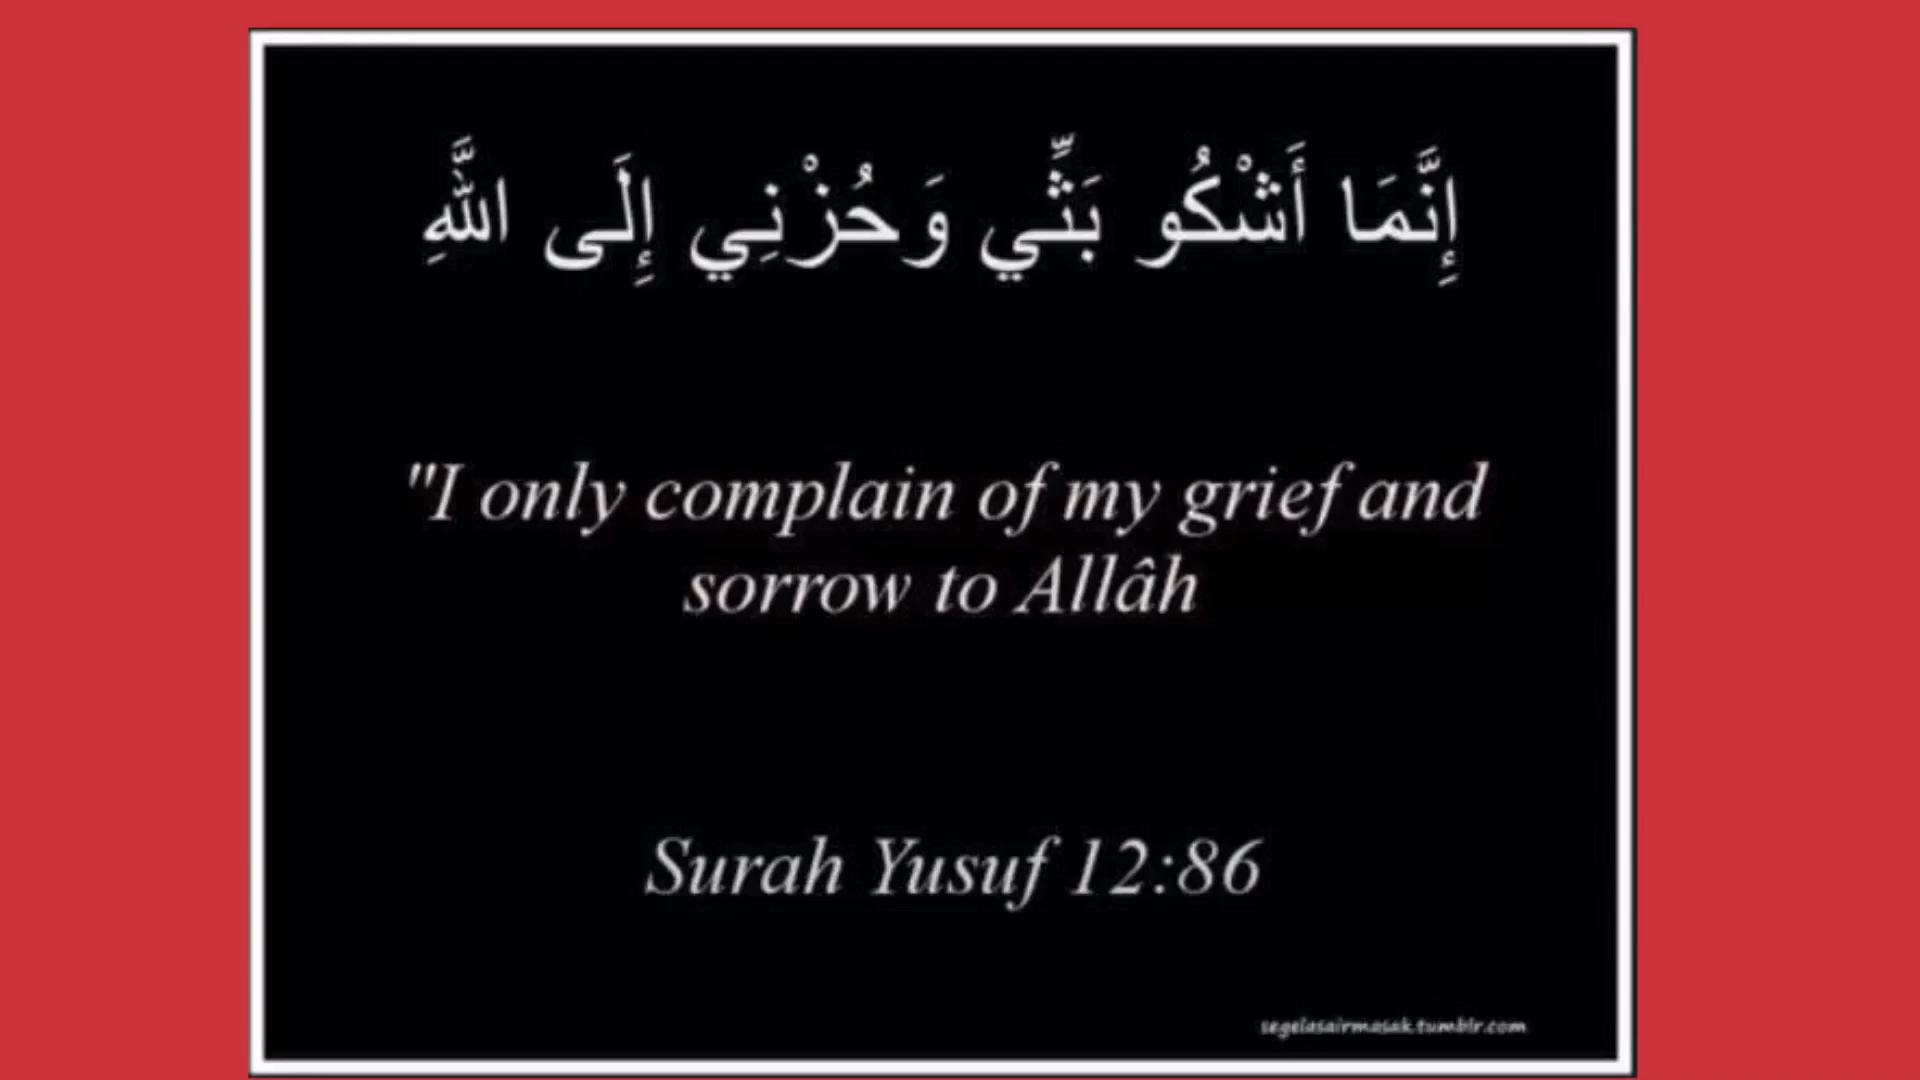 إِنَّمَا أَشْكُو بَثِّي وَحُزْنِي إِلَى اللَّهِ
"I only complain of my grief and
sorrow to Allâh
Surah Yusuf 12:86
segelasairmasak.tumblr.com